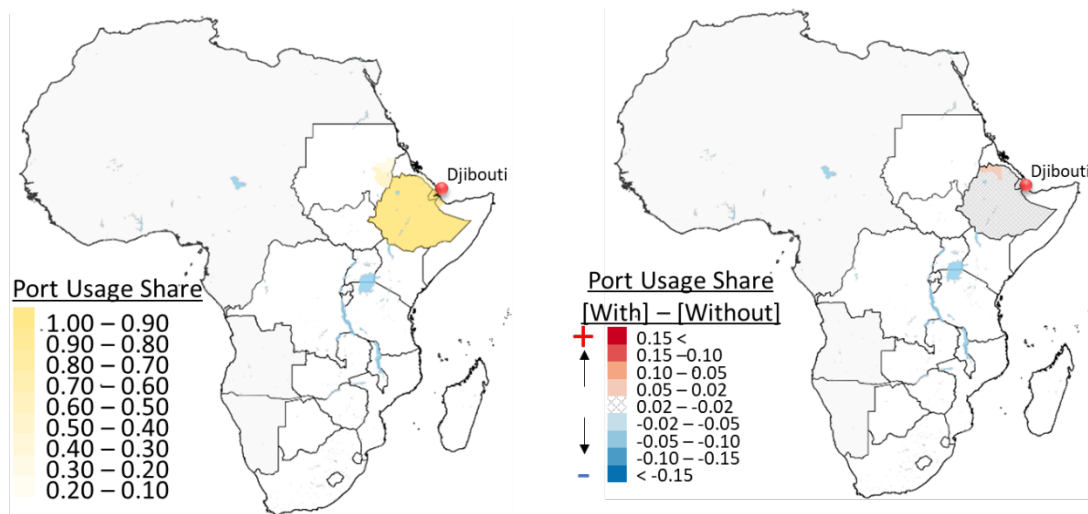 Djibouti
Port Usage Share
1.00 – 0.90
0.90 – 0.80
0.80 – 0.70
0.70 – 0.60
0.60 – 0.50
0.50 – 0.40
0.40 – 0.30
0.30 – 0.20
0.20 – 0.10
Djibouti
Port Usage Share
[With] – [Without]
+
0.15 <
0.15 –0.10
0.10 – 0.05
0.05 – 0.02
0.02 – -0.02
-0.02 – -0.05
-0.05 – -0.10
-0.10 – -0.15
< -0.15
-